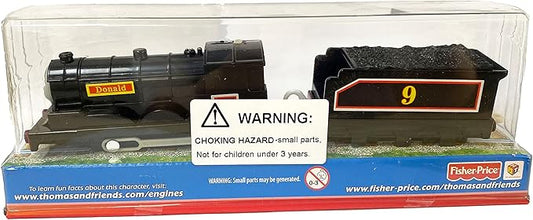 Donald
9
WARNING:
CHOKING HAZARD-small parts.
Not for children under 3 years.
To learn fun facts about this character, visit:
www.thomasandfriends.com/engines
WARNING: Small parts may be generated.
0-3
Fisher-Price
www.fisher-price.com/thomasandfriends